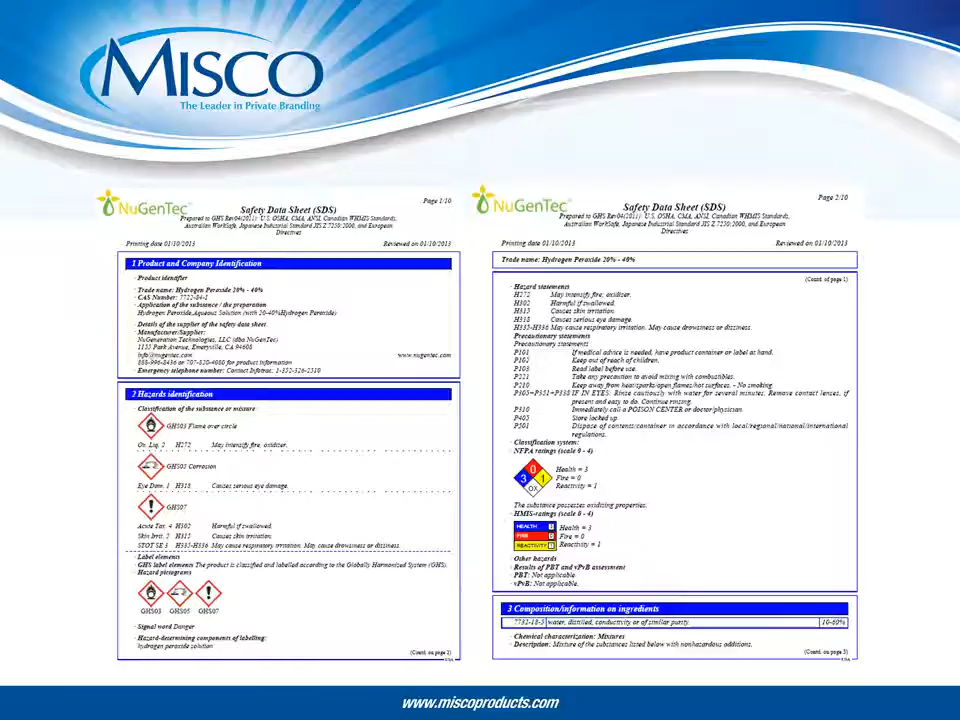 MISCO
The Leader in Private Branding
NuGenTec
Page 1/10
Safety Data Sheet (SDS)
Prepared to GHS Rev04(2011): U.S. OSHA, CMA, ANSI, Canadian WHMIS Standards,
Australian WorkSafe, Japanese Industrial Standard JIS Z 7250:2000, and European
Directives
Printing date 01/10/2013
Reviewed on 01/10/2013
1 Product and Company Identification
· Product identifier
· Trade name: Hydrogen Peroxide 20% - 40%
· CAS Number: 7722-84-1
· Application of the substance / the preparation
Hydrogen Peroxide,Aqueous Solution (with 20-40%Hydrogen Peroxide)
· Details of the supplier of the safety data sheet
· Manufacturer/Supplier:
NuGeneration Technologies, LLC (dba NuGenTec)
1155 Park Avenue, Emeryville, CA 94608
info@nugentec.com www.nugentec.com
888-996-8436 or 707-820-4080 for product information
· Emergency telephone number: Contact Infotrac: 1-352-326-2510
2 Hazards identification
· Classification of the substance or mixture
GHS03 Flame over circle
Ox. Liq. 2 H272 May intensify fire; oxidizer.
GHS05 Corrosion
Eye Dam. 1 H318 Causes serious eye damage.
GHS07
Acute Tox. 4 H302 Harmful if swallowed.
Skin Irrit. 2 H315 Causes skin irritation.
STOT SE 3 H335-H336 May cause respiratory irritation. May cause drowsiness or dizziness.
· Label elements
· GHS label elements The product is classified and labelled according to the Globally Harmonized System (GHS).
· Hazard pictograms
GHS03 GHS05 GHS07
· Signal word Danger
· Hazard-determining components of labelling:
hydrogen peroxide solution
(Contd. on page 2)
USA
NuGenTec
Page 2/10
Safety Data Sheet (SDS)
Prepared to GHS Rev04(2011): U.S. OSHA, CMA, ANSI, Canadian WHMIS Standards,
Australian WorkSafe, Japanese Industrial Standard JIS Z 7250:2000, and European
Directives
Printing date 01/10/2013
Reviewed on 01/10/2013
Trade name: Hydrogen Peroxide 20% - 40%
(Contd. of page 1)
· Hazard statements
H272 May intensify fire; oxidizer.
H302 Harmful if swallowed.
H315 Causes skin irritation.
H318 Causes serious eye damage.
H335-H336 May cause respiratory irritation. May cause drowsiness or dizziness.
· Precautionary statements
Precautionary statements
P101 If medical advice is needed, have product container or label at hand.
P102 Keep out of reach of children.
P103 Read label before use.
P221 Take any precaution to avoid mixing with combustibles.
P210 Keep away from heat/sparks/open flames/hot surfaces. - No smoking.
P305+P351+P338 IF IN EYES: Rinse cautiously with water for several minutes. Remove contact lenses, if
present and easy to do. Continue rinsing.
P310 Immediately call a POISON CENTER or doctor/physician.
P405 Store locked up.
P501 Dispose of contents/container in accordance with local/regional/national/international
regulations.
· Classification system:
· NFPA ratings (scale 0 - 4)
0
3 1
OX
Health = 3
Fire = 0
Reactivity = 1
The substance possesses oxidizing properties.
· HMIS-ratings (scale 0 - 4)
HEALTH 3 Health = 3
FIRE 0 Fire = 0
REACTIVITY 1 Reactivity = 1
· Other hazards
· Results of PBT and vPvB assessment
· PBT: Not applicable.
· vPvB: Not applicable.
3 Composition/information on ingredients
7732-18-5 water, distilled, conductivity or of similar purity 10-60%
· Chemical characterization: Mixtures
· Description: Mixture of the substances listed below with nonhazardous additions.
(Contd. on page 3)
USA
www.miscoproducts.com